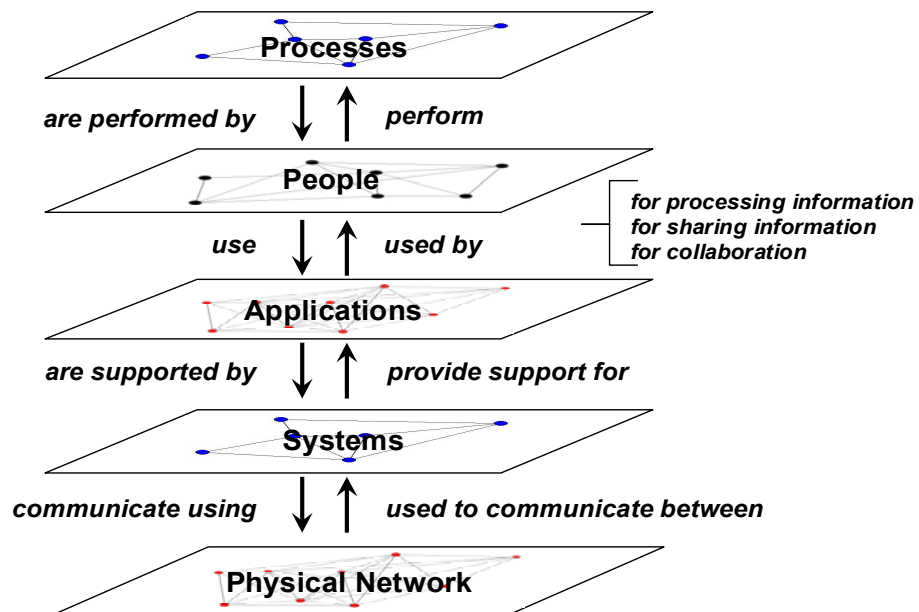 Processes
are performed by
perform
People
for processing information
for sharing information
for collaboration
use
used by
Applications
are supported by
provide support for
Systems
communicate using
used to communicate between
Physical Network